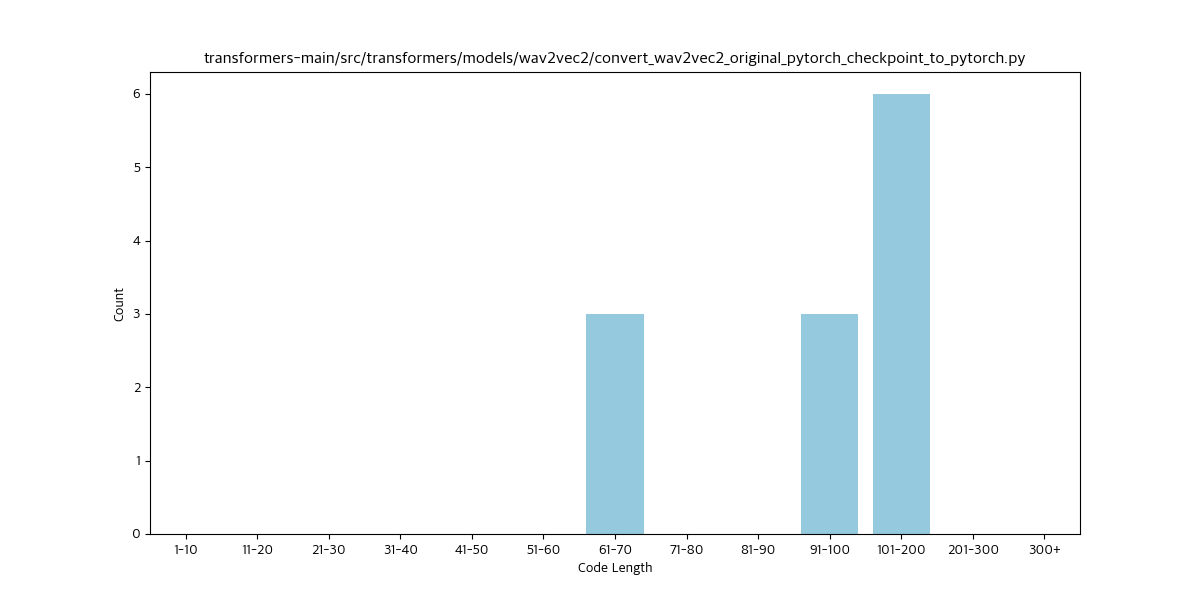 transformers-main/src/transformers/models/wav2vec2/convert_wav2vec2_original_pytorch_checkpoint_to_pytorch.py
6
5
4
3
2
1
0
Count
1-10 11-20 21-30 31-40 41-50 51-60 61-70 71-80 81-90 91-100 101-200 201-300 300+
Code Length